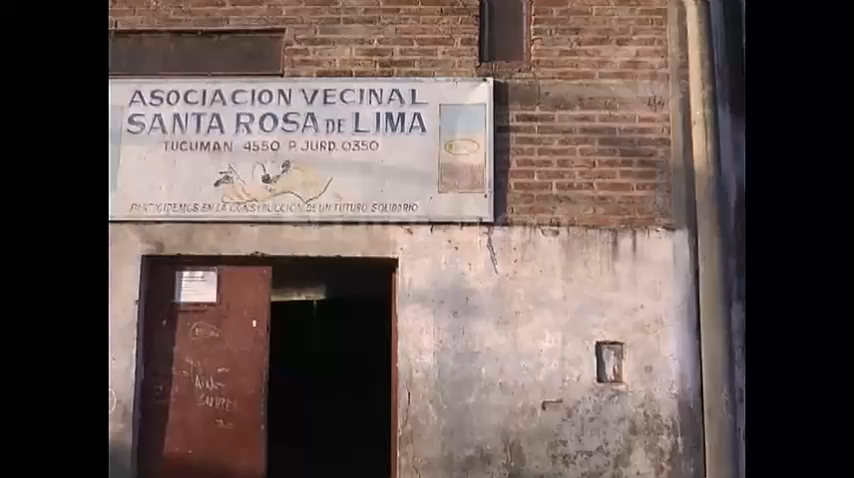 ASOCIACION VECINAL
SANTA ROSA DE LIMA
TUCUMAN 4550 P. JURD. 0350
PARTICIPEMOS EN LA CONSTRUCCION DE UN FUTURO SOLIDARIO